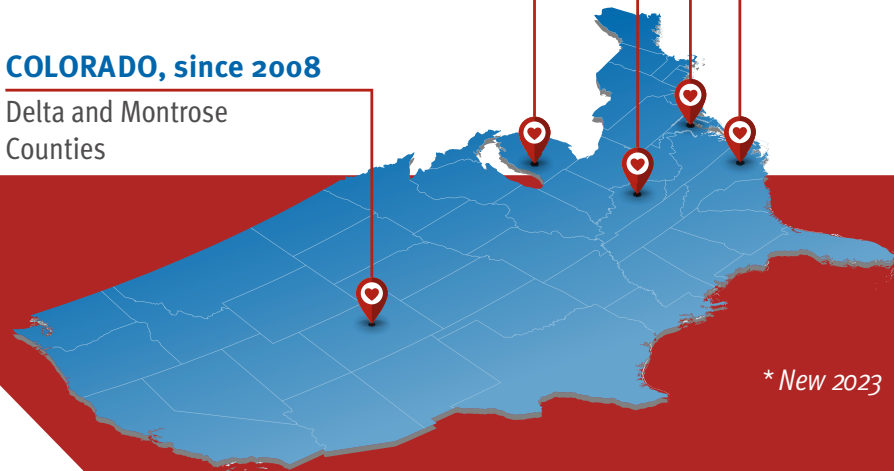 COLORADO, since 2008
Delta and Montrose
Counties
* New 2023